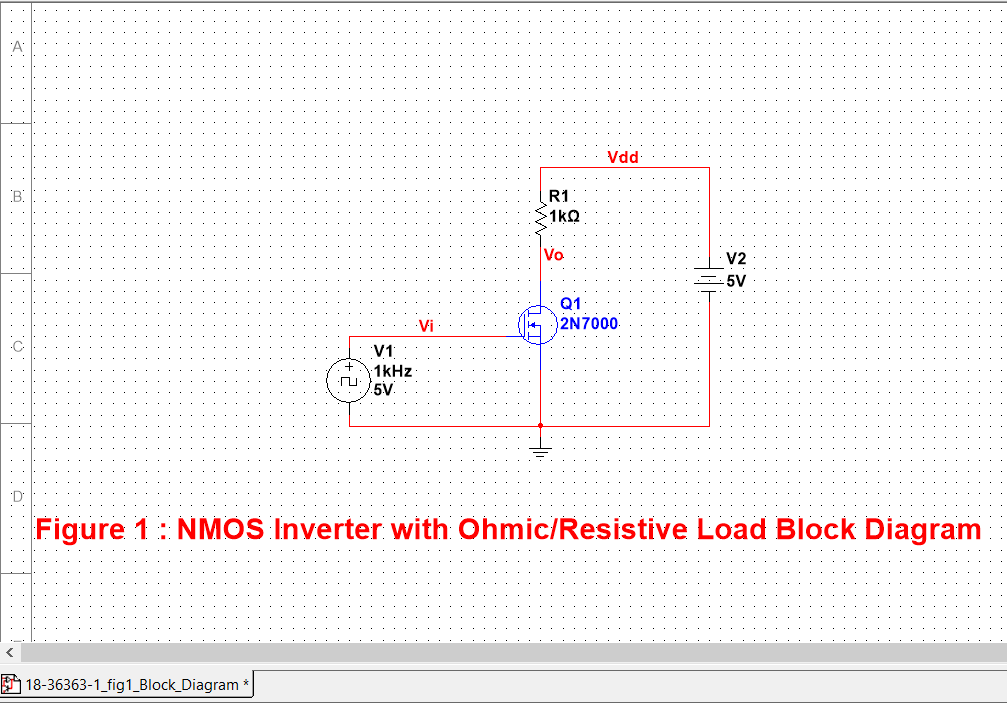 A
B
C
D
Vdd
R1
1kΩ
Vo
V2
5V
Q1
2N7000
Vi
V1
1kHz
5V
Figure 1 : NMOS Inverter with Ohmic/Resistive Load Block Diagram
18-36363-1_fig1_Block_Diagram *